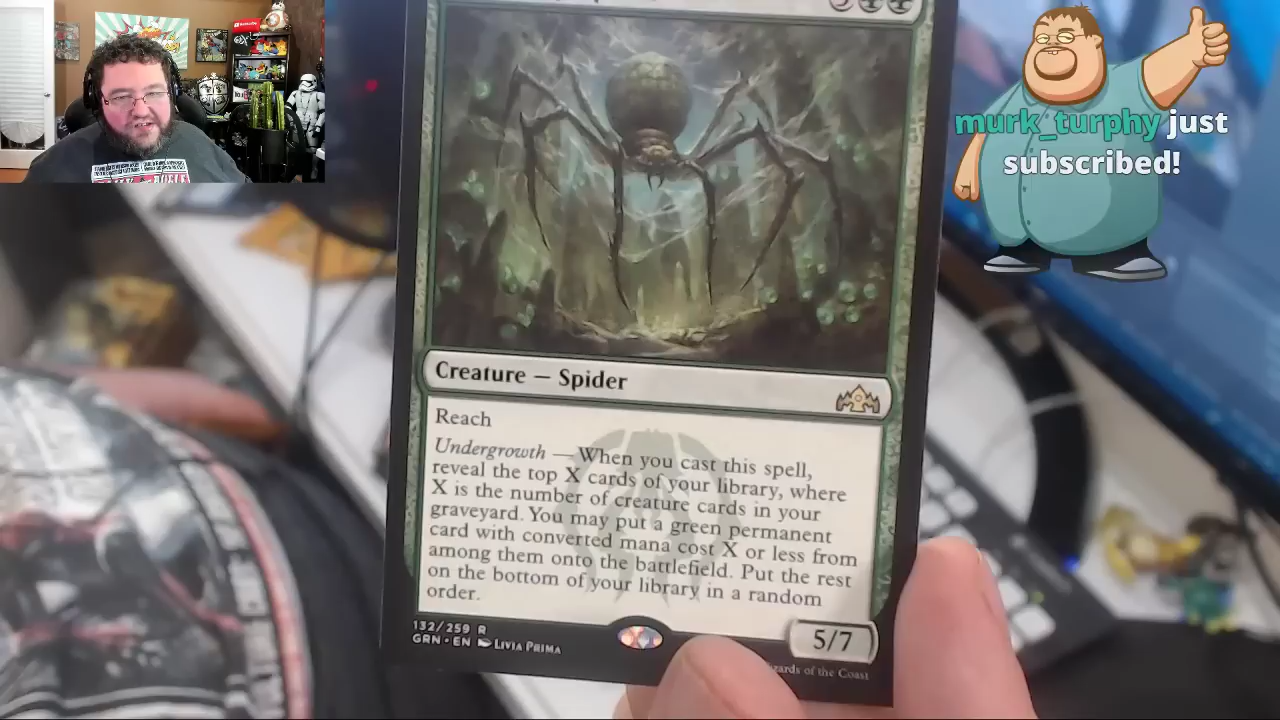 murk_turphy just
subscribed!
Creature — Spider
Reach
Undergrowth — When you cast this spell,
reveal the top X cards of your library, where
X is the number of creature cards in your
graveyard. You may put a green permanent
card with converted mana cost X or less from
among them onto the battlefield. Put the rest
on the bottom of your library in a random
order.
132/259 R
GRN • EN LIVIA PRIMA
5/7
of the Coast